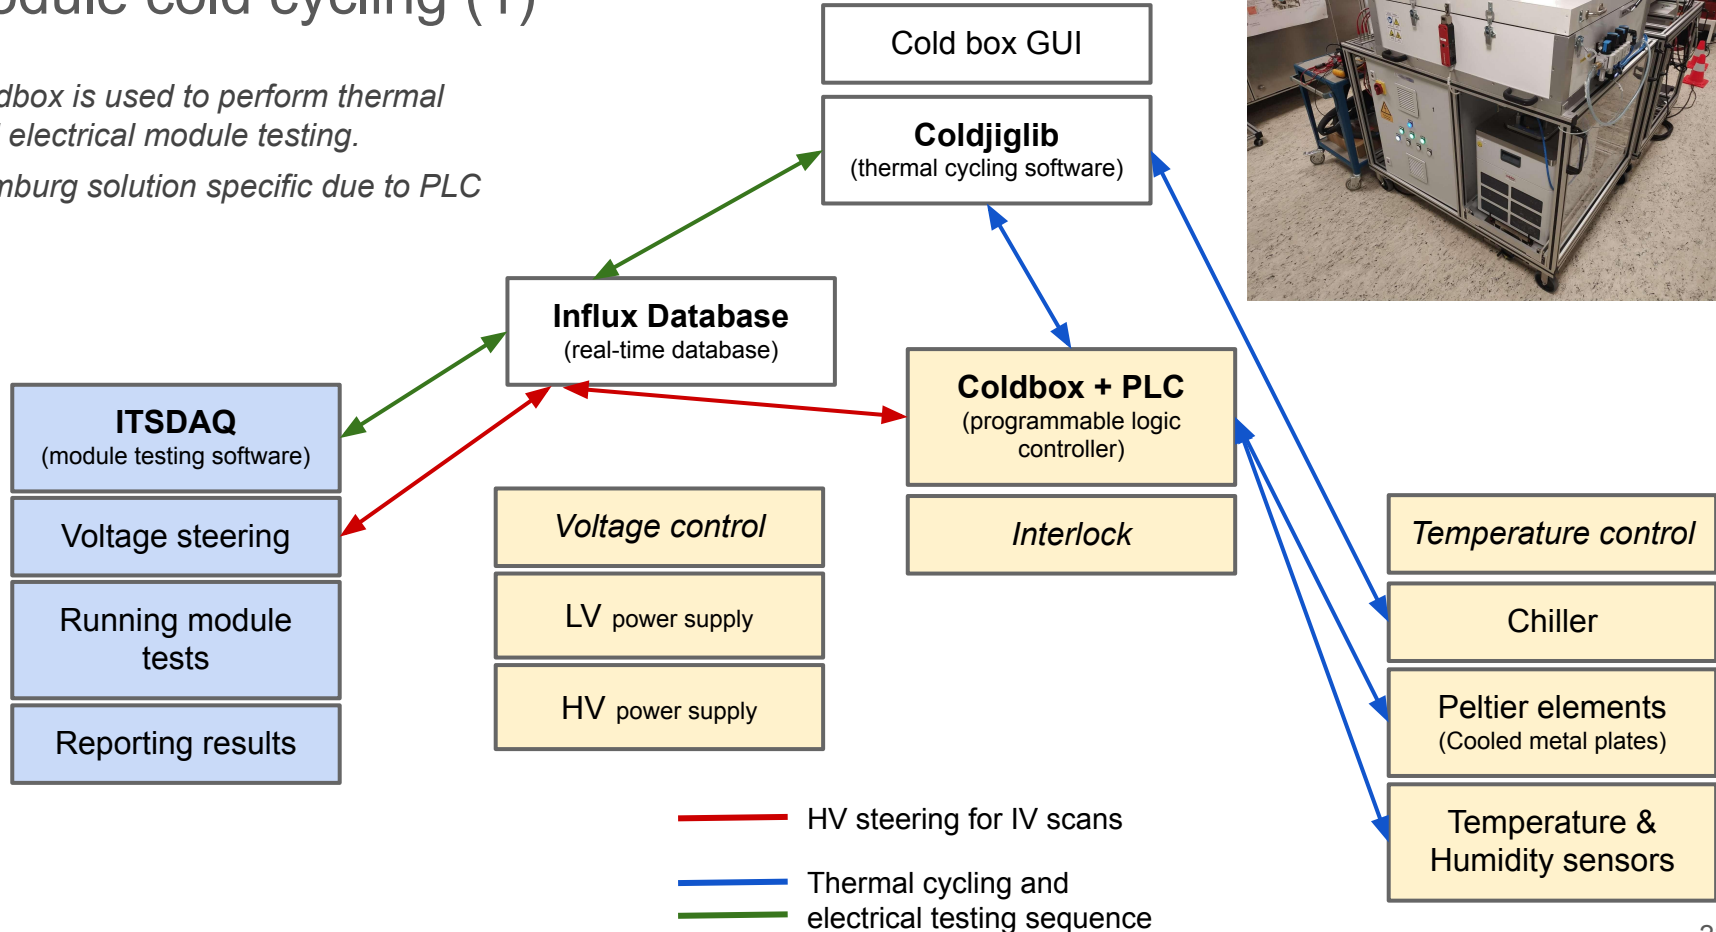 cold cycling (1)
is used to perform thermal
electrical module testing.
solution specific due to PLC
Cold box GUI
Coldjiglib
(thermal cycling software)
Influx Database
(real-time database)
Coldbox + PLC
(programmable logic
controller)
Interlock
ITSDAQ
(module testing software)
Voltage steering
Running module
tests
Reporting results
Voltage control
LV power supply
HV power supply
Temperature control
Chiller
Peltier elements
(Cooled metal plates)
Temperature &
Humidity sensors
HV steering for IV scans
Thermal cycling and
electrical testing sequence